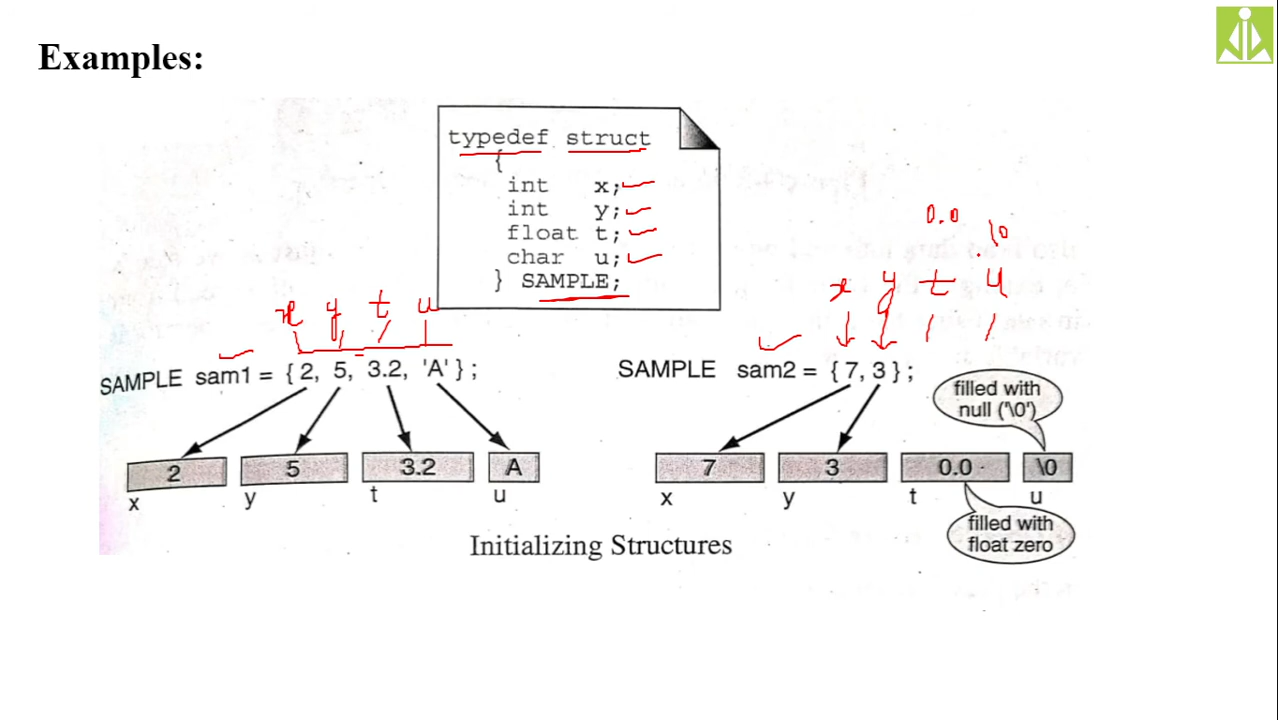 Examples:
typedef struct
{
int x;
int y;
float t;
char u;
} SAMPLE;
0.0 \0
x y t u
x y t u
SAMPLE sam1 = { 2, 5, 3.2, 'A' } ;
SAMPLE sam2 = { 7, 3 } ;
filled with
null ('\0')
2 5 3.2 A
x y t u
7 3 0.0 \0
x y t u
filled with
float zero
Initializing Structures